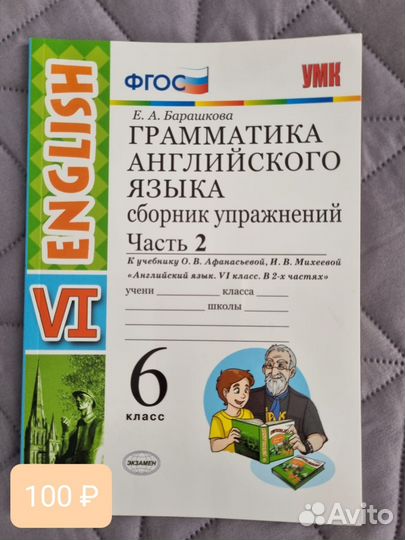 ФГОС
УМК
Е. А. Барашкова
ГРАММАТИКА
АНГЛИЙСКОГО
ЯЗЫКА
сборник упражнений
Часть 2
К учебнику О. В. Афанасьевой, И. В. Михеевой
«Английский язык. VI класс. В 2-х частях»
учени класса
школы
ENGLISH
VI
6
класс
ЭКЗАМЕН
100 ₽
Avito